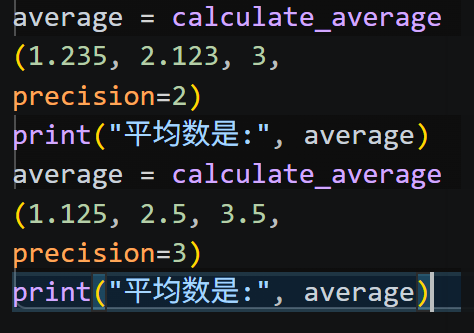 average = calculate_average
(1.235, 2.123, 3,
precision=2)
print("平均数是:", average)
average = calculate_average
(1.125, 2.5, 3.5,
precision=3)
print("平均数是:", average)